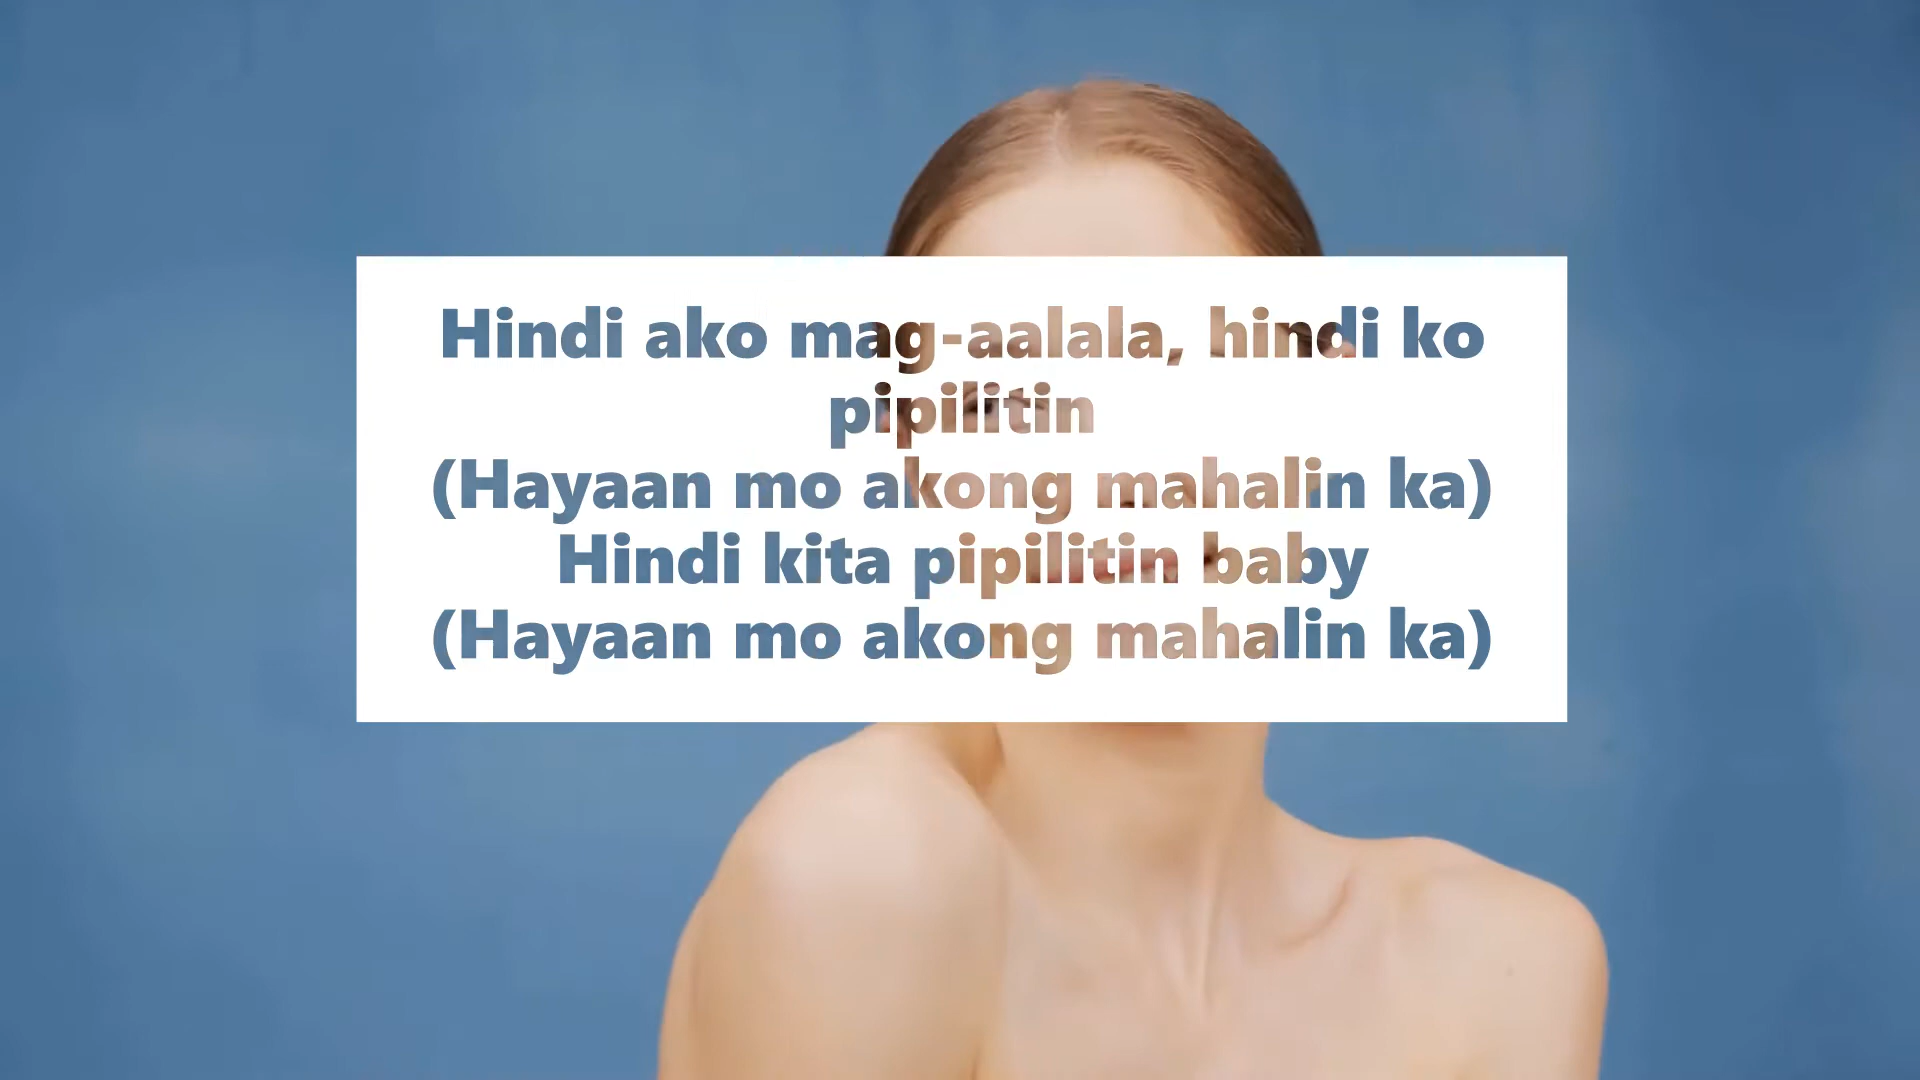 Hindi ako mag-aalala, hindi ko
pipilitin
(Hayaan mo akong mahalin ka)
Hindi kita pipilitin baby
(Hayaan mo akong mahalin ka)